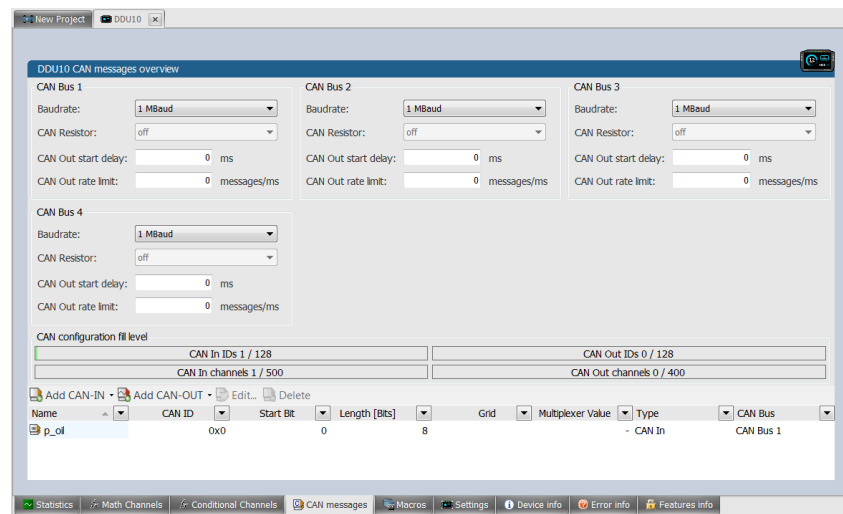 New Project DDU10
DDU10 CAN messages overview
CAN Bus 1 CAN Bus 2 CAN Bus 3
Baudrate: 1 MBaud Baudrate: 1 MBaud Baudrate: 1 MBaud
CAN Resistor: off CAN Resistor: off CAN Resistor: off
CAN Out start delay: 0 ms CAN Out start delay: 0 ms CAN Out start delay: 0 ms
CAN Out rate limit: 0 messages/ms CAN Out rate limit: 0 messages/ms CAN Out rate limit: 0 messages/ms
CAN Bus 4
Baudrate: 1 MBaud
CAN Resistor: off
CAN Out start delay: 0 ms
CAN Out rate limit: 0 messages/ms
CAN configuration fill level
CAN In IDs 1 / 128 CAN Out IDs 0 / 128
CAN In channels 1 / 500 CAN Out channels 0 / 400
Add CAN-IN Add CAN-OUT Edit... Delete
Name CAN ID Start Bit Length [Bits] Grid Multiplexer Value Type CAN Bus
p_oil 0x0 0 8 - CAN In CAN Bus 1
Statistics Math Channels Conditional Channels CAN messages Macros Settings Device info Error info Features info